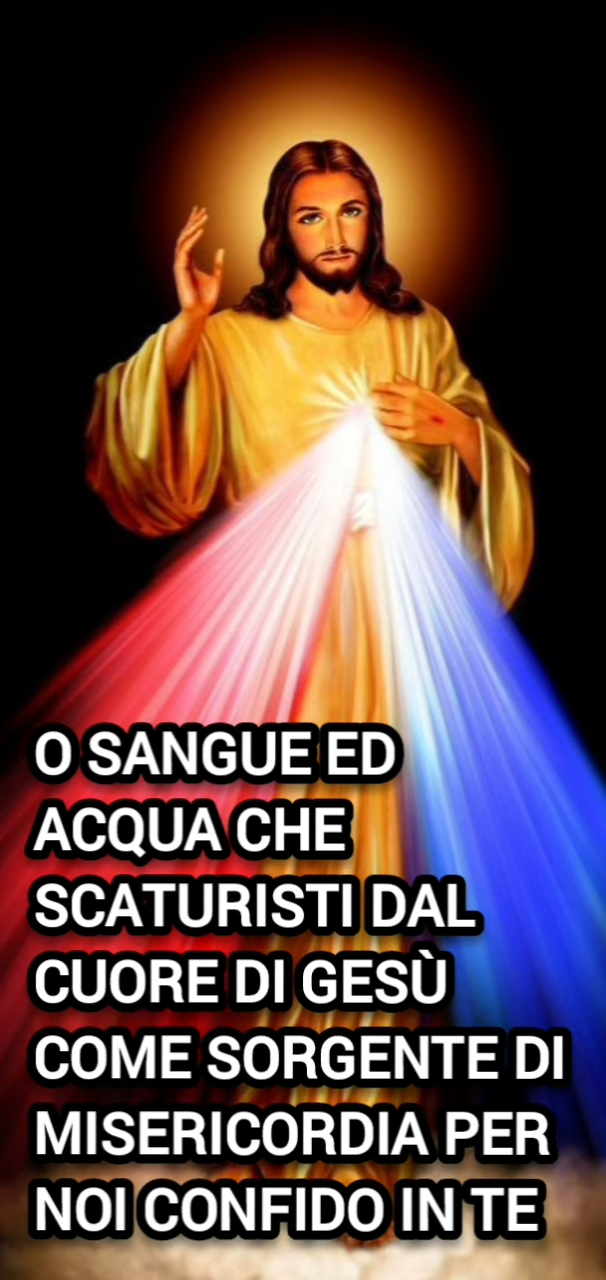 O SANGUE ED
ACQUA CHE
SCATURISTI DAL
CUORE DI GESÙ
COME SORGENTE DI
MISERICORDIA PER
NOI CONFIDO IN TE